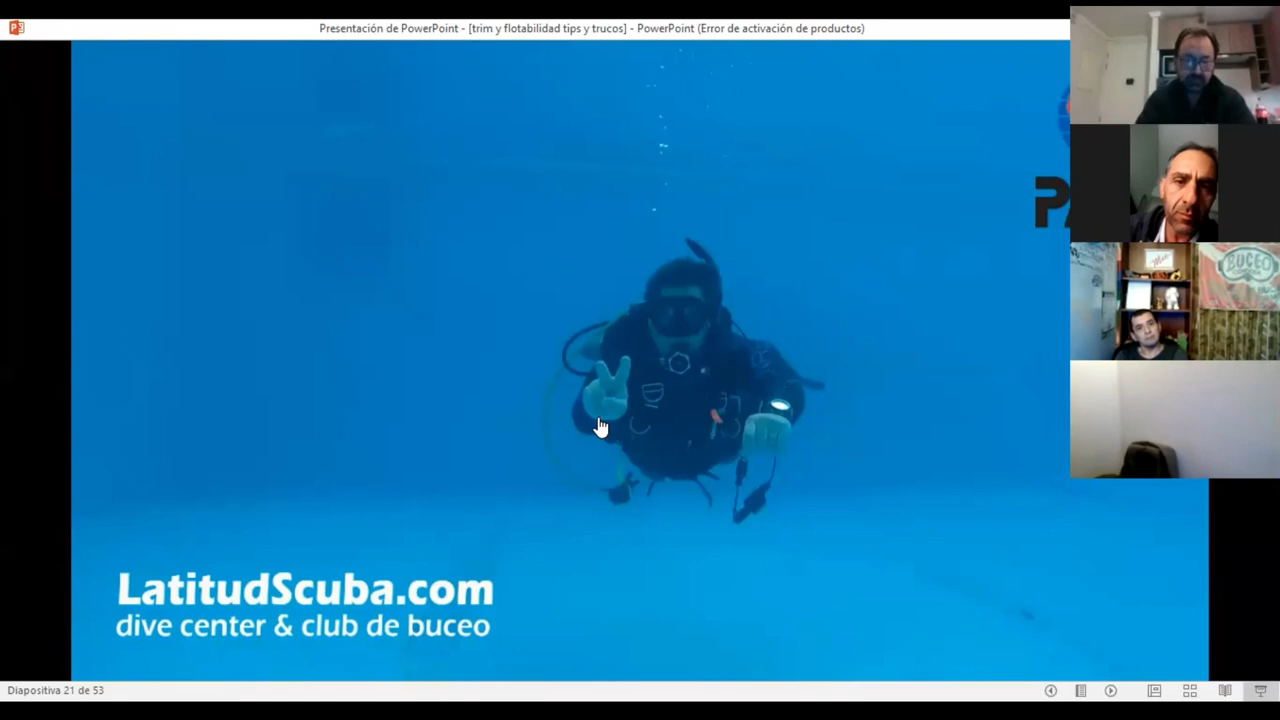 Presentación de PowerPoint - [trim y flotabilidad tips y trucos] - PowerPoint (Error de activación de productos)
BUCEO
LatitudScuba.com
dive center & club de buceo
Diapositiva 21 de 53